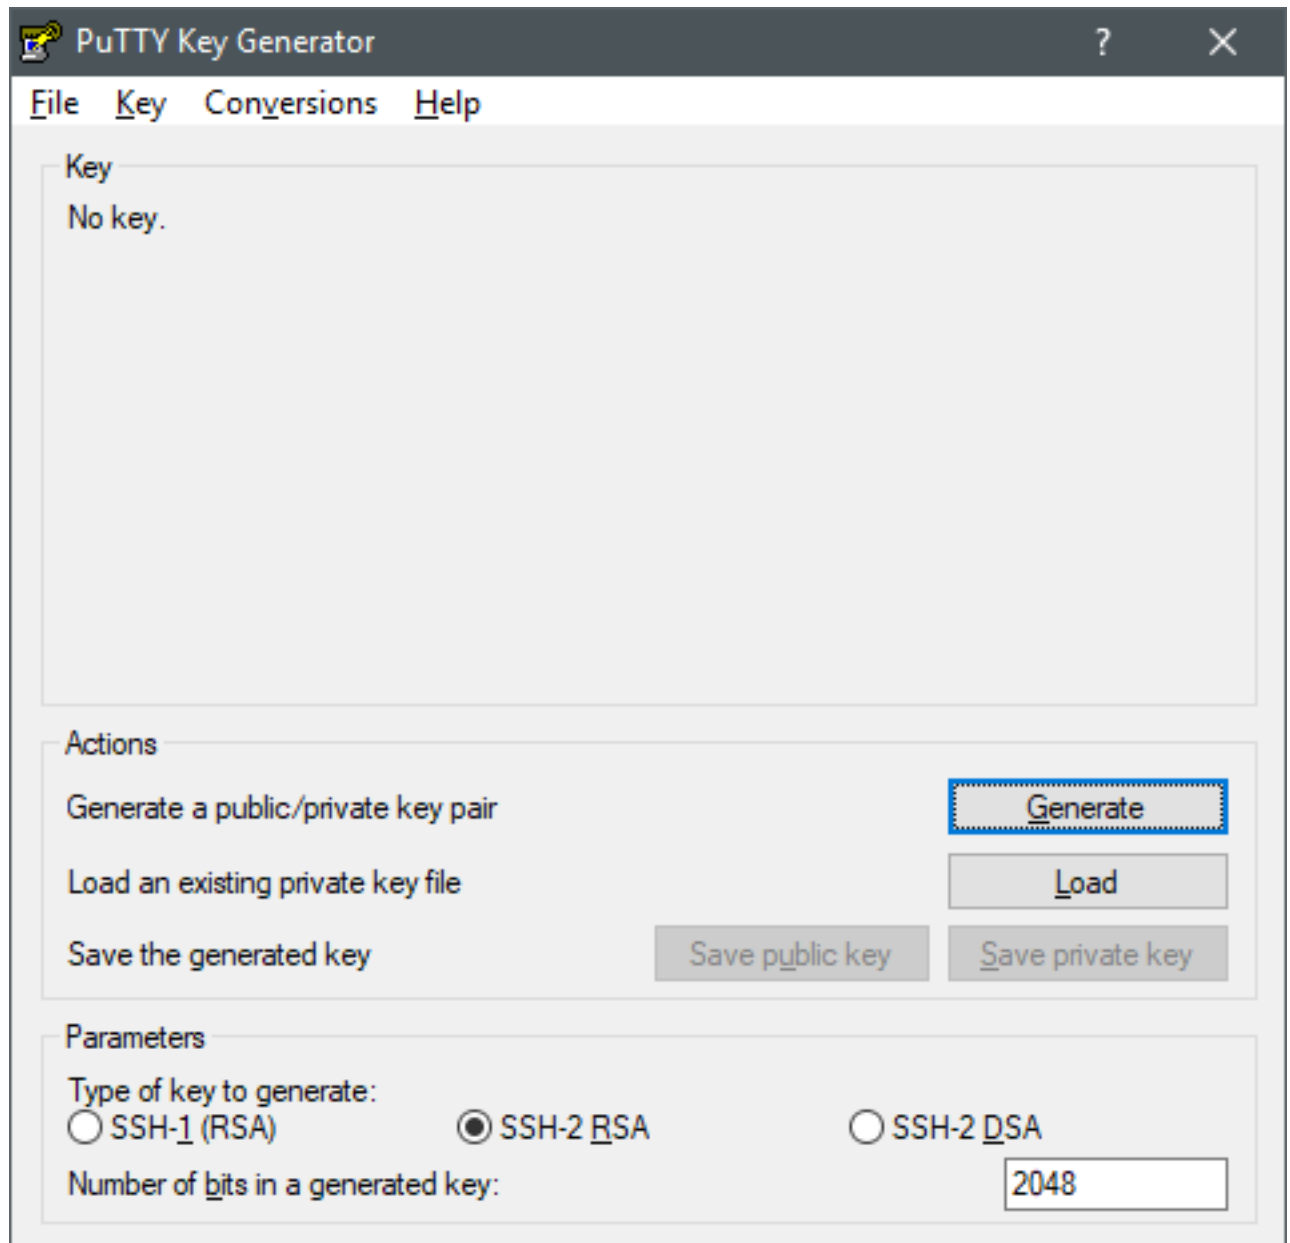 PuTTY Key Generator ?
File Key Conversions Help
Key
No key.
Actions
Generate a public/private key pair Generate
Load an existing private key file Load
Save the generated key Save public key Save private key
Parameters
Type of key to generate:
SSH-1 (RSA) SSH-2 RSA SSH-2 DSA
Number of bits in a generated key: 2048